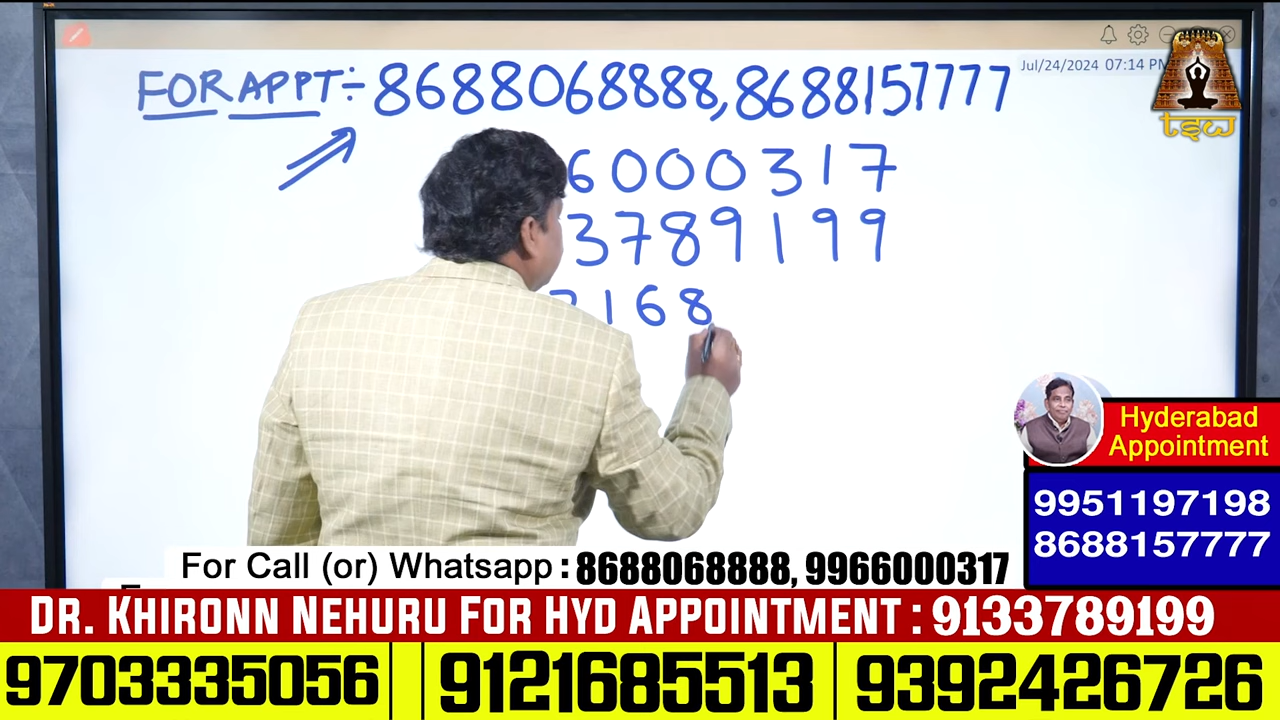 Jul/24/2024 07:14 PM
FOR APPT:- 8688068888, 8688157777
6000317
3789199
2168
tsw
Hyderabad
Appointment
9951197198
8688157777
For Call (or) Whatsapp : 8688068888, 9966000317
DR. KHIRONN NEHURU FOR HYD APPOINTMENT : 9133789199
9703335056
9121685513
9392426726